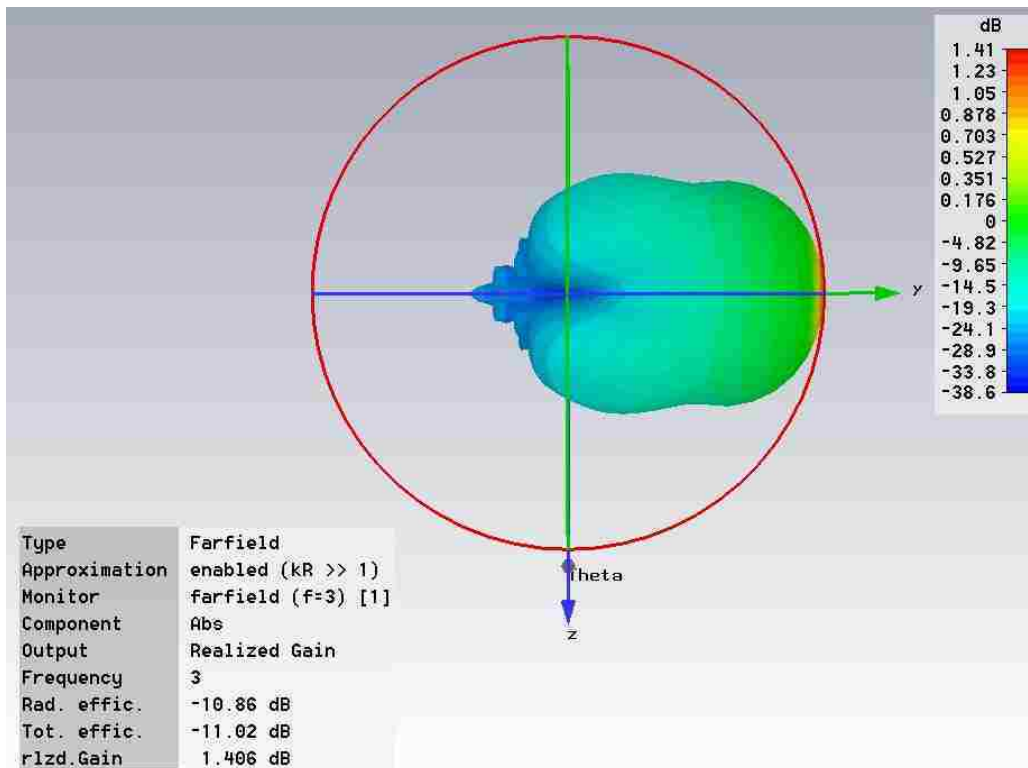 dB
1.41
1.23
1.05
0.878
0.703
0.527
0.351
0.176
0
-4.82
-9.65
-14.5
-19.3
-24.1
-28.9
-33.8
-38.6
y
Theta
z
Type Farfield
Approximation enabled (kR >> 1)
Monitor farfield (f=3) [1]
Component Abs
Output Realized Gain
Frequency 3
Rad. effic. -10.86 dB
Tot. effic. -11.02 dB
rlzd.Gain 1.406 dB